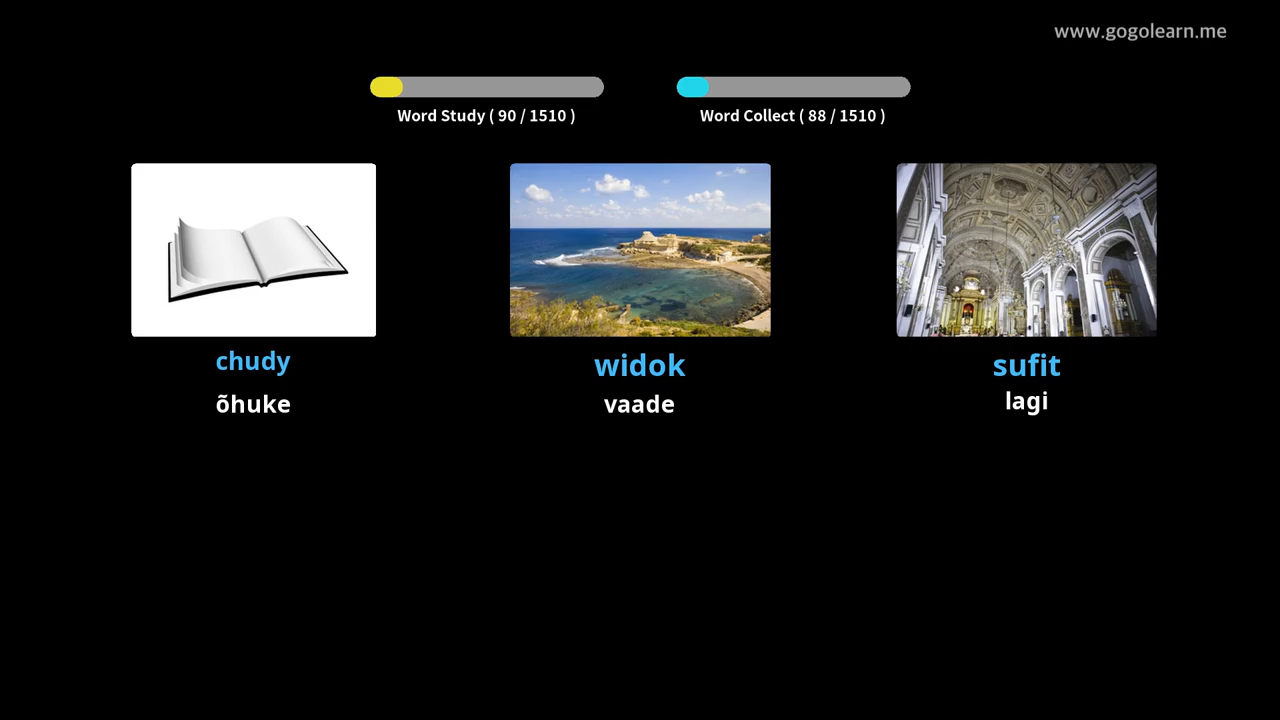 www.gogolearn.me
Word Study ( 90 / 1510 )
Word Collect ( 88 / 1510 )
chudy
widok
sufit
õhuke
vaade
lagi